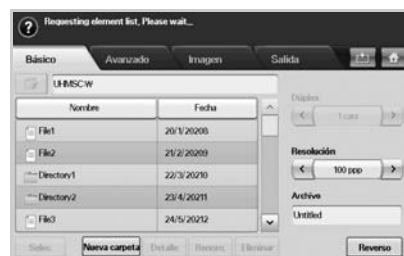 Requesting element list, Please wait...
Básico Avanzado Imagen Salida
UHMSCW
Nombre Fecha
File1 20/1/20208
File2 21/2/20209
Directory1 22/3/20210
Directory2 23/4/20211
File3 24/5/20212
Dúplex
1 cara
Resolución
100 ppp
Archivo
Untitled
Selec. Nueva carpeta Detalle Renom. Eliminar Reverso